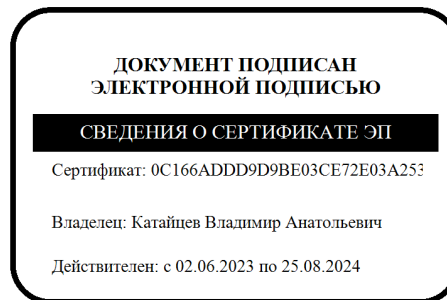 ДОКУМЕНТ ПОДПИСАН
ЭЛЕКТРОННОЙ ПОДПИСЬЮ
СВЕДЕНИЯ О СЕРТИФИКАТЕ ЭП
Сертификат: 0C166ADDD9D9BE03CE72E03A253
Владелец: Катайцев Владимир Анатольевич
Действителен: с 02.06.2023 по 25.08.2024